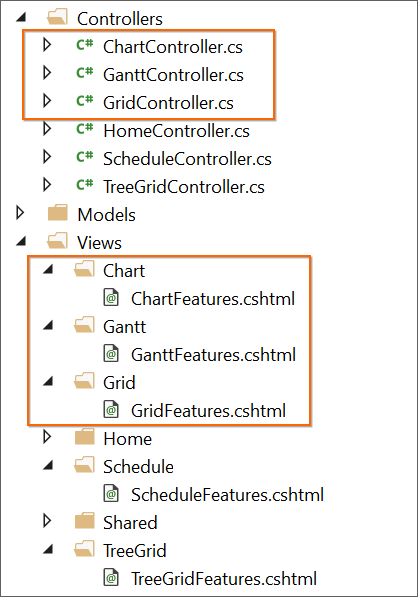 Controllers
C# ChartController.cs
C# GanttController.cs
C# GridController.cs
C# HomeController.cs
C# ScheduleController.cs
C# TreeGridController.cs
Models
Views
Chart
@ ChartFeatures.cshtml
Gantt
@ GanttFeatures.cshtml
Grid
@ GridFeatures.cshtml
Home
Schedule
@ ScheduleFeatures.cshtml
Shared
TreeGrid
@ TreeGridFeatures.cshtml